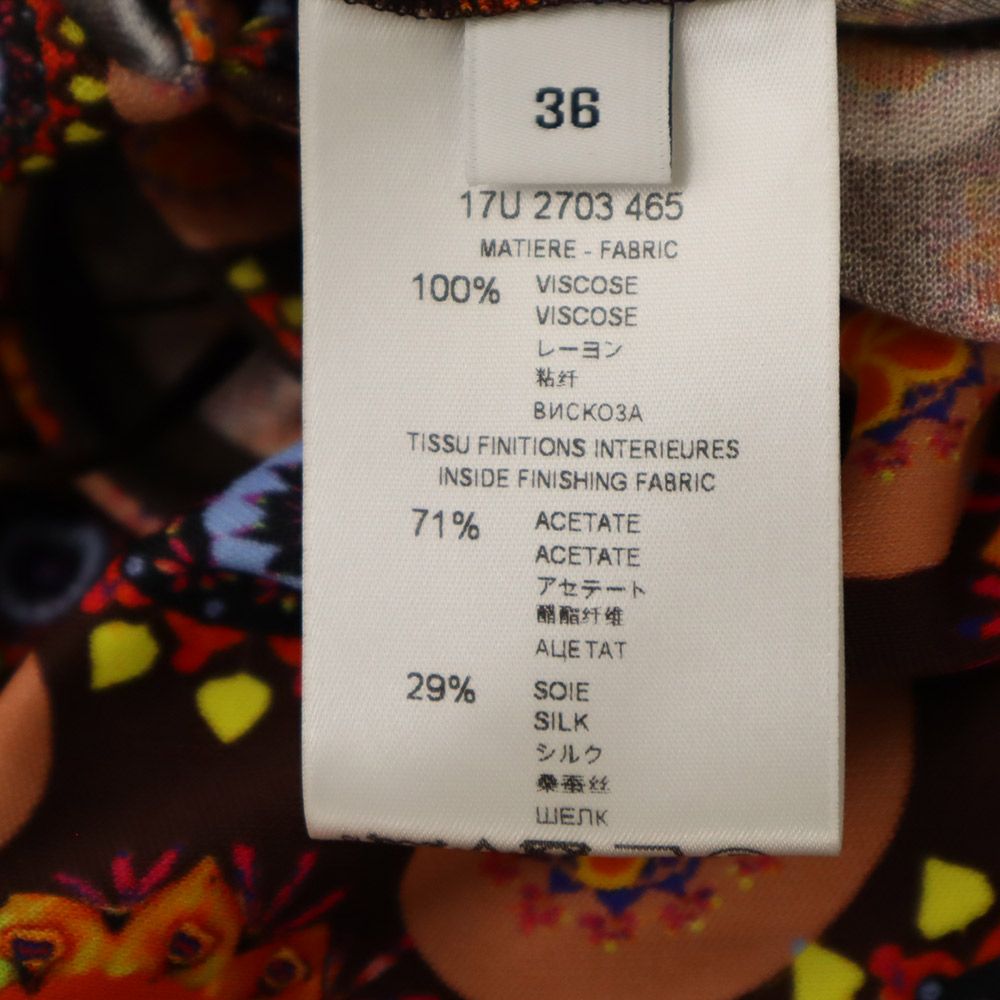 36
17U 2703 465
MATIERE - FABRIC
100% VISCOSE
VISCOSE
レーヨン
粘纤
ВИСКОЗА
TISSU FINITIONS INTERIEURES
INSIDE FINISHING FABRIC
71% ACETATE
ACETATE
アセテート
醋酯纤维
АЦЕТАТ
29% SOIE
SILK
シルク
桑蚕丝
ШЕЛК